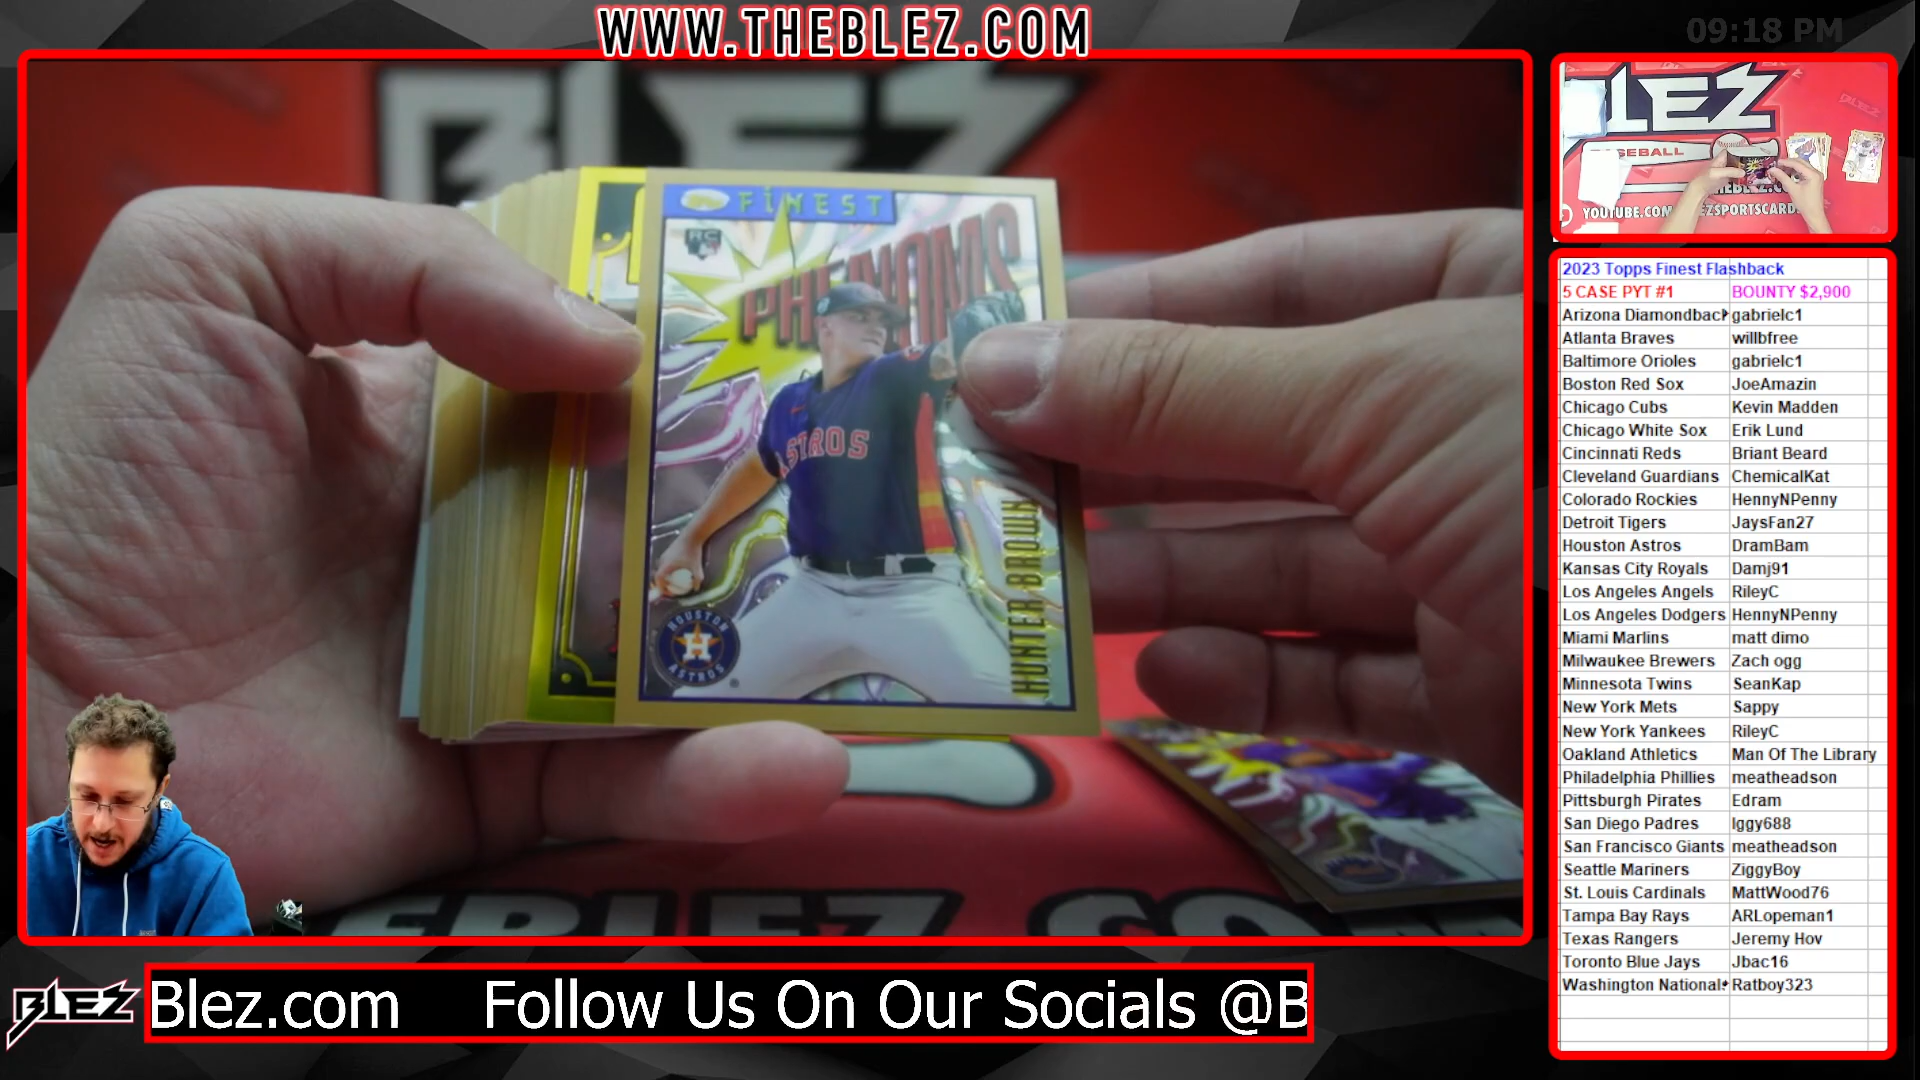 WWW.THEBLEZ.COM
09:18 PM
BLEZ
FINEST
RC
PHENOMS
ASTROS
HUNTER BROWN
HOUSTON
H
ASTROS
LEZ
BASEBALL
YOUTUBE.COM
2023 Topps Finest Flashback
5 CASE PYT #1 BOUNTY $2,900
Arizona Diamondback gabrielc1
Atlanta Braves willbfree
Baltimore Orioles gabrielc1
Boston Red Sox JoeAmazin
Chicago Cubs Kevin Madden
Chicago White Sox Erik Lund
Cincinnati Reds Briant Beard
Cleveland Guardians ChemicalKat
Colorado Rockies HennyNPenny
Detroit Tigers JaysFan27
Houston Astros DramBam
Kansas City Royals Damj91
Los Angeles Angels RileyC
Los Angeles Dodgers HennyNPenny
Miami Marlins matt dimo
Milwaukee Brewers Zach ogg
Minnesota Twins SeanKap
New York Mets Sappy
New York Yankees RileyC
Oakland Athletics Man Of The Library
Philadelphia Phillies meatheadson
Pittsburgh Pirates Edram
San Diego Padres Iggy688
San Francisco Giants meatheadson
Seattle Mariners ZiggyBoy
St. Louis Cardinals MattWood76
Tampa Bay Rays ARLopeman1
Texas Rangers Jeremy Hov
Toronto Blue Jays Jbac16
Washington Nationals Ratboy323
BLEZ
Blez.com Follow Us On Our Socials @B